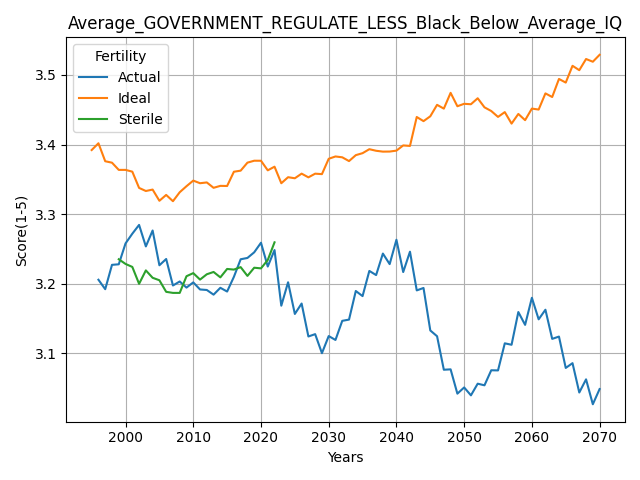 Average_GOVERNMENT_REGULATE_LESS_Black_Below_Average_IQ
Fertility
Actual
Ideal
Sterile
Score(1-5)
3.5
3.4
3.3
3.2
3.1
2000 2010 2020 2030 2040 2050 2060 2070
Years